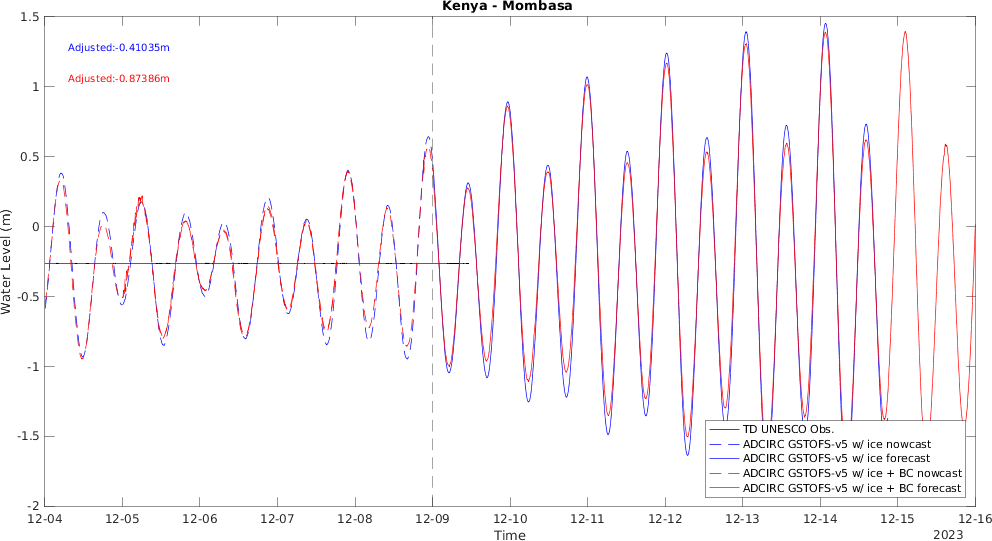 Kenya - Mombasa
Adjusted:-0.41035m
Adjusted:-0.87386m
1.5
1
0.5
0
-0.5
-1
-1.5
-2
Water Level (m)
TD UNESCO Obs.
ADCIRC GSTOFS-v5 w/ ice nowcast
ADCIRC GSTOFS-v5 w/ ice forecast
ADCIRC GSTOFS-v5 w/ ice + BC nowcast
ADCIRC GSTOFS-v5 w/ ice + BC forecast
12-04 12-05 12-06 12-07 12-08 12-09 12-10 12-11 12-12 12-13 12-14 12-15 12-16
Time
2023